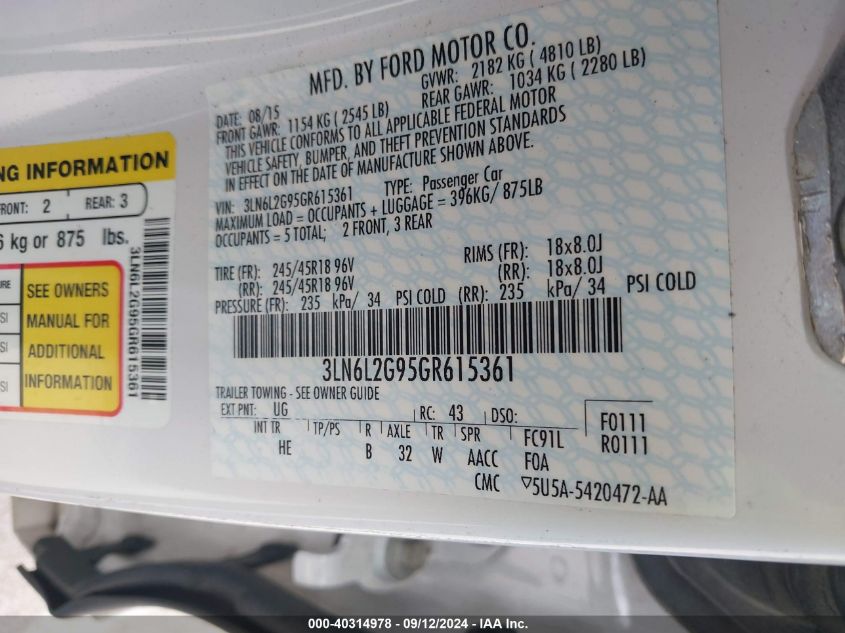 MFD. BY FORD MOTOR CO.
DATE: 08/15 GVWR: 2182 KG ( 4810 LB)
FRONT GAWR: 1154 KG ( 2545 LB) REAR GAWR: 1034 KG ( 2280 LB)
THIS VEHICLE CONFORMS TO ALL APPLICABLE FEDERAL MOTOR
VEHICLE SAFETY, BUMPER, AND THEFT PREVENTION STANDARDS
IN EFFECT ON THE DATE OF MANUFACTURE SHOWN ABOVE.
VIN: 3LN6L2G95GR615361 TYPE: Passenger Car
MAXIMUM LOAD = OCCUPANTS + LUGGAGE = 396KG/ 875LB
OCCUPANTS = 5 TOTAL; 2 FRONT, 3 REAR
TIRE (FR): 245/45R18 96V RIMS (FR): 18x8.0J
(RR): 245/45R18 96V (RR): 18x8.0J
PRESSURE (FR): 235 kPa/ 34 PSI COLD (RR): 235 kPa/ 34 PSI COLD
3LN6L2G95GR615361
TRAILER TOWING - SEE OWNER GUIDE
EXT PNT: UG RC: 43 DSO: F0111
INT TR TP/PS R AXLE TR SPR FC91L R0111
HE B 32 W AACC FOA
CMC ▽5U5A-5420472-AA
NG INFORMATION
FRONT: 2 REAR: 3
6 kg or 875 lbs.
URE
SI
SI
SEE OWNERS
MANUAL FOR
ADDITIONAL
INFORMATION
3LN6L2G95GR615361
000-40314978 - 09/12/2024 - IAA Inc.